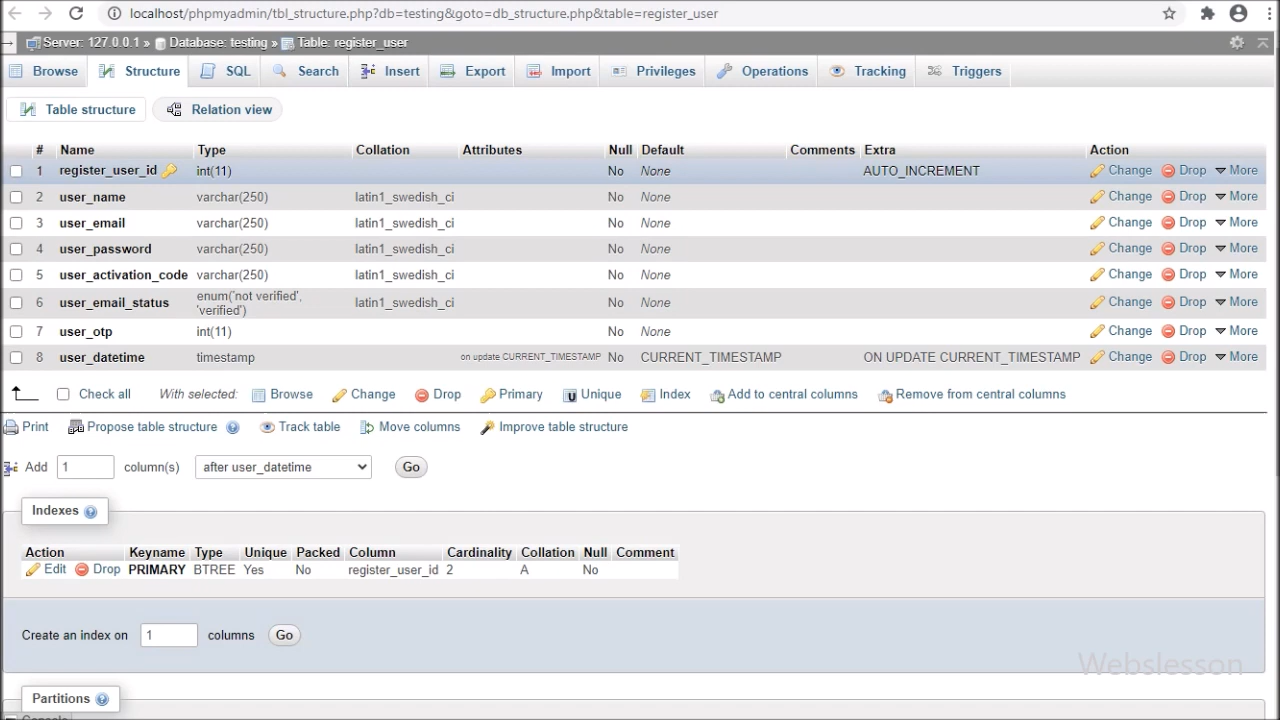 localhost/phpmyadmin/tbl_structure.php?db=testing&goto=db_structure.php&table=register_user
Server: 127.0.0.1 » Database: testing » Table: register_user
Browse Structure SQL Search Insert Export Import Privileges Operations Tracking Triggers
Table structure Relation view
# Name Type Collation Attributes Null Default Comments Extra Action
1 register_user_id int(11) No None AUTO_INCREMENT Change Drop More
2 user_name varchar(250) latin1_swedish_ci No None Change Drop More
3 user_email varchar(250) latin1_swedish_ci No None Change Drop More
4 user_password varchar(250) latin1_swedish_ci No None Change Drop More
5 user_activation_code varchar(250) latin1_swedish_ci No None Change Drop More
6 user_email_status enum('not verified', 'verified') latin1_swedish_ci No None Change Drop More
7 user_otp int(11) No None Change Drop More
8 user_datetime timestamp on update CURRENT_TIMESTAMP No CURRENT_TIMESTAMP ON UPDATE CURRENT_TIMESTAMP Change Drop More
Check all With selected: Browse Change Drop Primary Unique Index Add to central columns Remove from central columns
Print Propose table structure Track table Move columns Improve table structure
Add 1 column(s) after user_datetime Go
Indexes
Action Keyname Type Unique Packed Column Cardinality Collation Null Comment
Edit Drop PRIMARY BTREE Yes No register_user_id 2 A No
Create an index on 1 columns Go
Webslesson
Partitions
Console